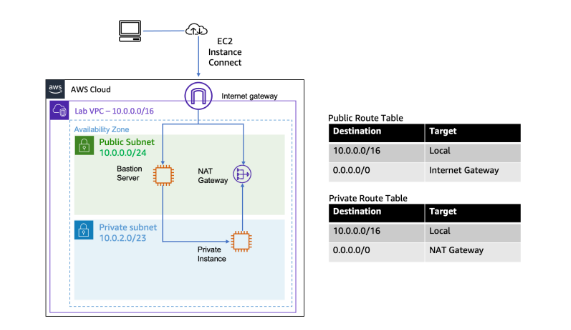 EC2
Instance
Connect
aws
AWS Cloud
Internet gateway
Lab VPC – 10.0.0.0/16
Availability Zone
Public Subnet
10.0.0.0/24
Bastion
Server
NAT
Gateway
Private subnet
10.0.2.0/23
Private
Instance
Public Route Table
Destination Target
10.0.0.0/16 Local
0.0.0.0/0 Internet Gateway
Private Route Table
Destination Target
10.0.0.0/16 Local
0.0.0.0/0 NAT Gateway